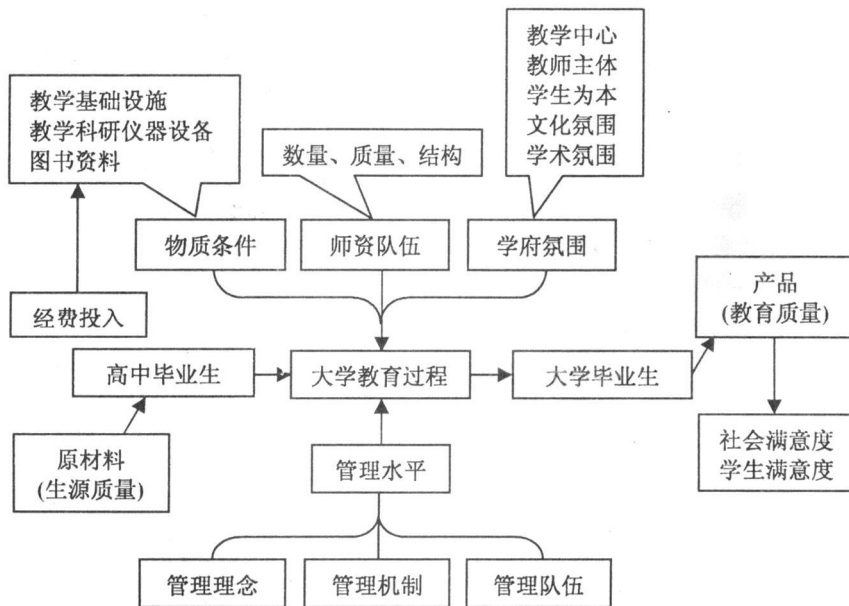 教学中心
教师主体
学生为本
文化氛围
学术氛围
教学基础设施
教学科研仪器设备
图书资料
数量、质量、结构
物质条件
师资队伍
学府氛围
经费投入
产品
(教育质量)
高中毕业生
大学教育过程
大学毕业生
原材料
(生源质量)
管理水平
社会满意度
学生满意度
管理理念
管理机制
管理队伍